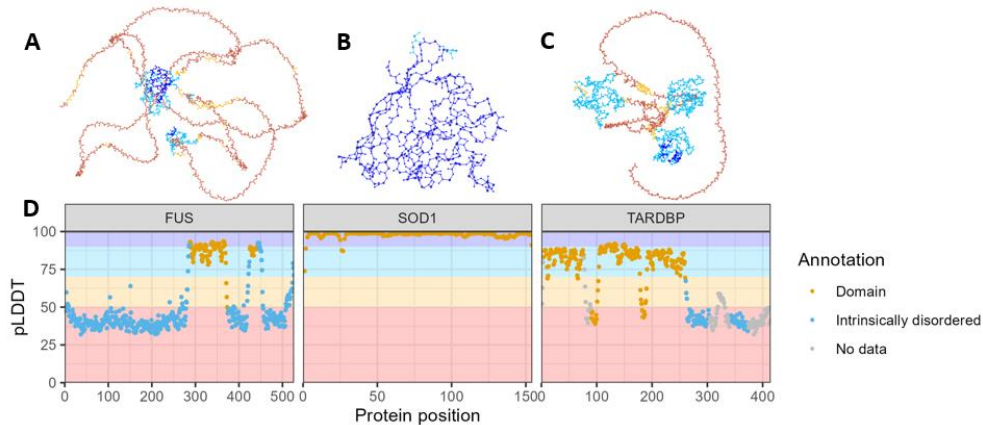 A B C
D FUS SOD1 TARDBP
100
75
50
25
0
pLDDT
0 100 200 300 400 500 0 50 100 150 0 100 200 300 400
Protein position
Annotation
Domain
Intrinsically disordered
No data